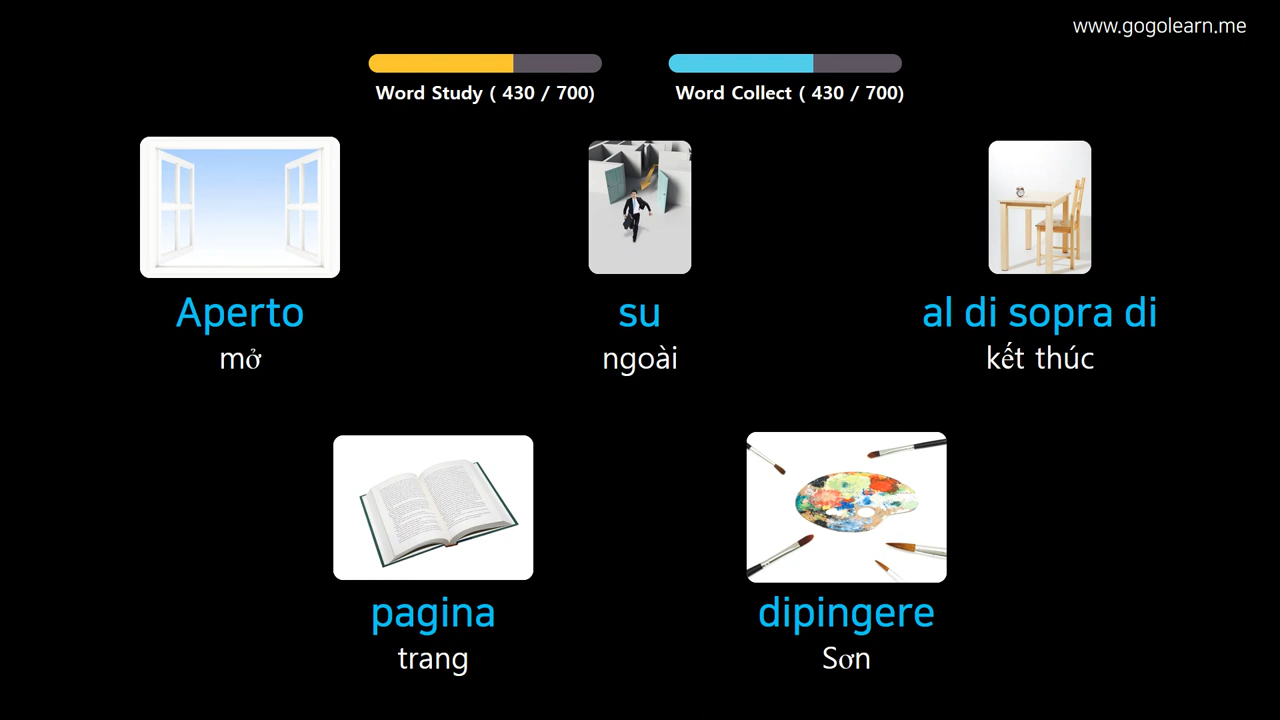 www.gogolearn.me
Word Study ( 430 / 700)
Word Collect ( 430 / 700)
Aperto
mở
su
ngoài
al di sopra di
kết thúc
pagina
trang
dipingere
Sơn